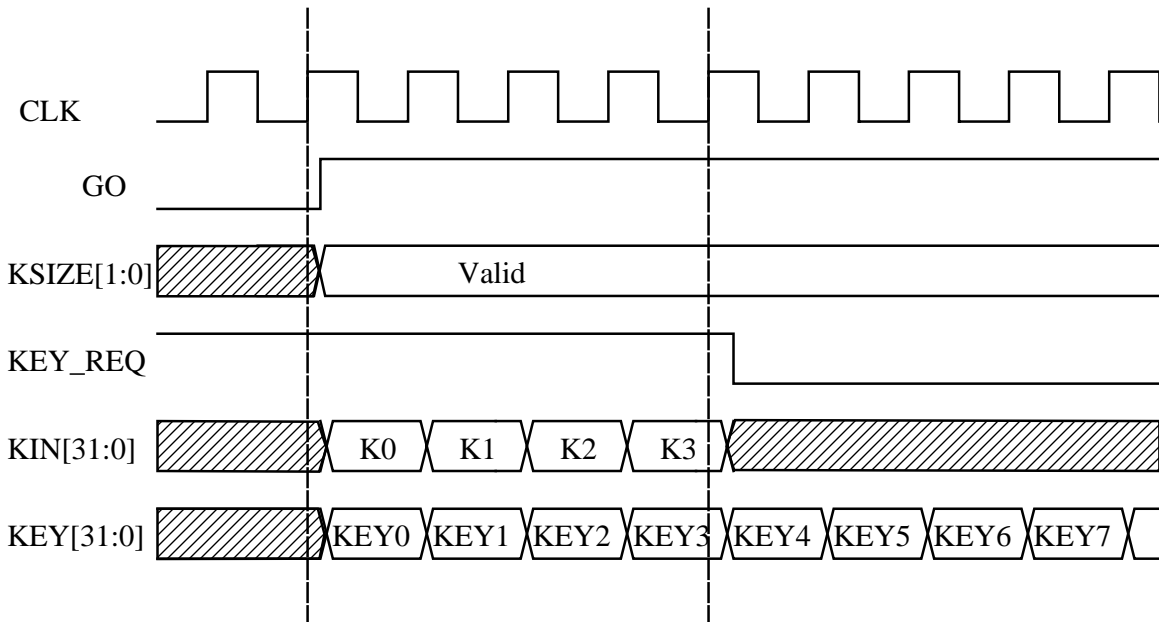 CLK
GO
KSIZE[1:0] Valid
KEY_REQ
KIN[31:0] K0 K1 K2 K3
KEY[31:0] KEY0 KEY1 KEY2 KEY3 KEY4 KEY5 KEY6 KEY7